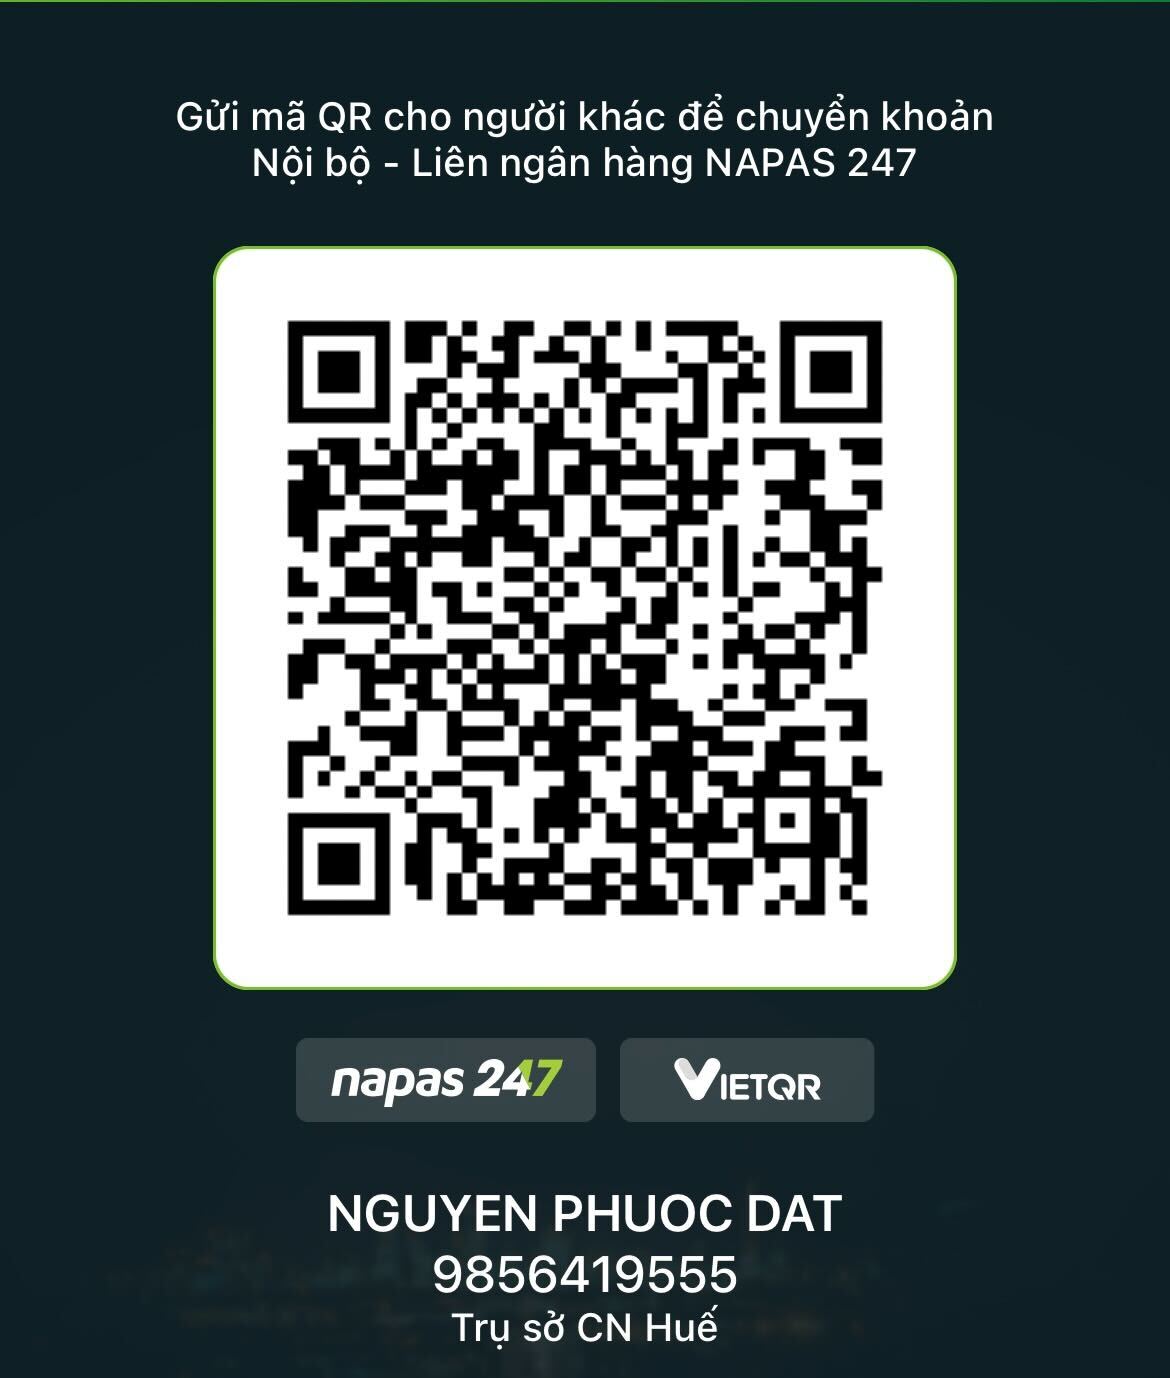 Gửi mã QR cho người khác để chuyển khoản
Nội bộ - Liên ngân hàng NAPAS 247
napas 247
VIETQR
NGUYEN PHUOC DAT
9856419555
Trụ sở CN Huế